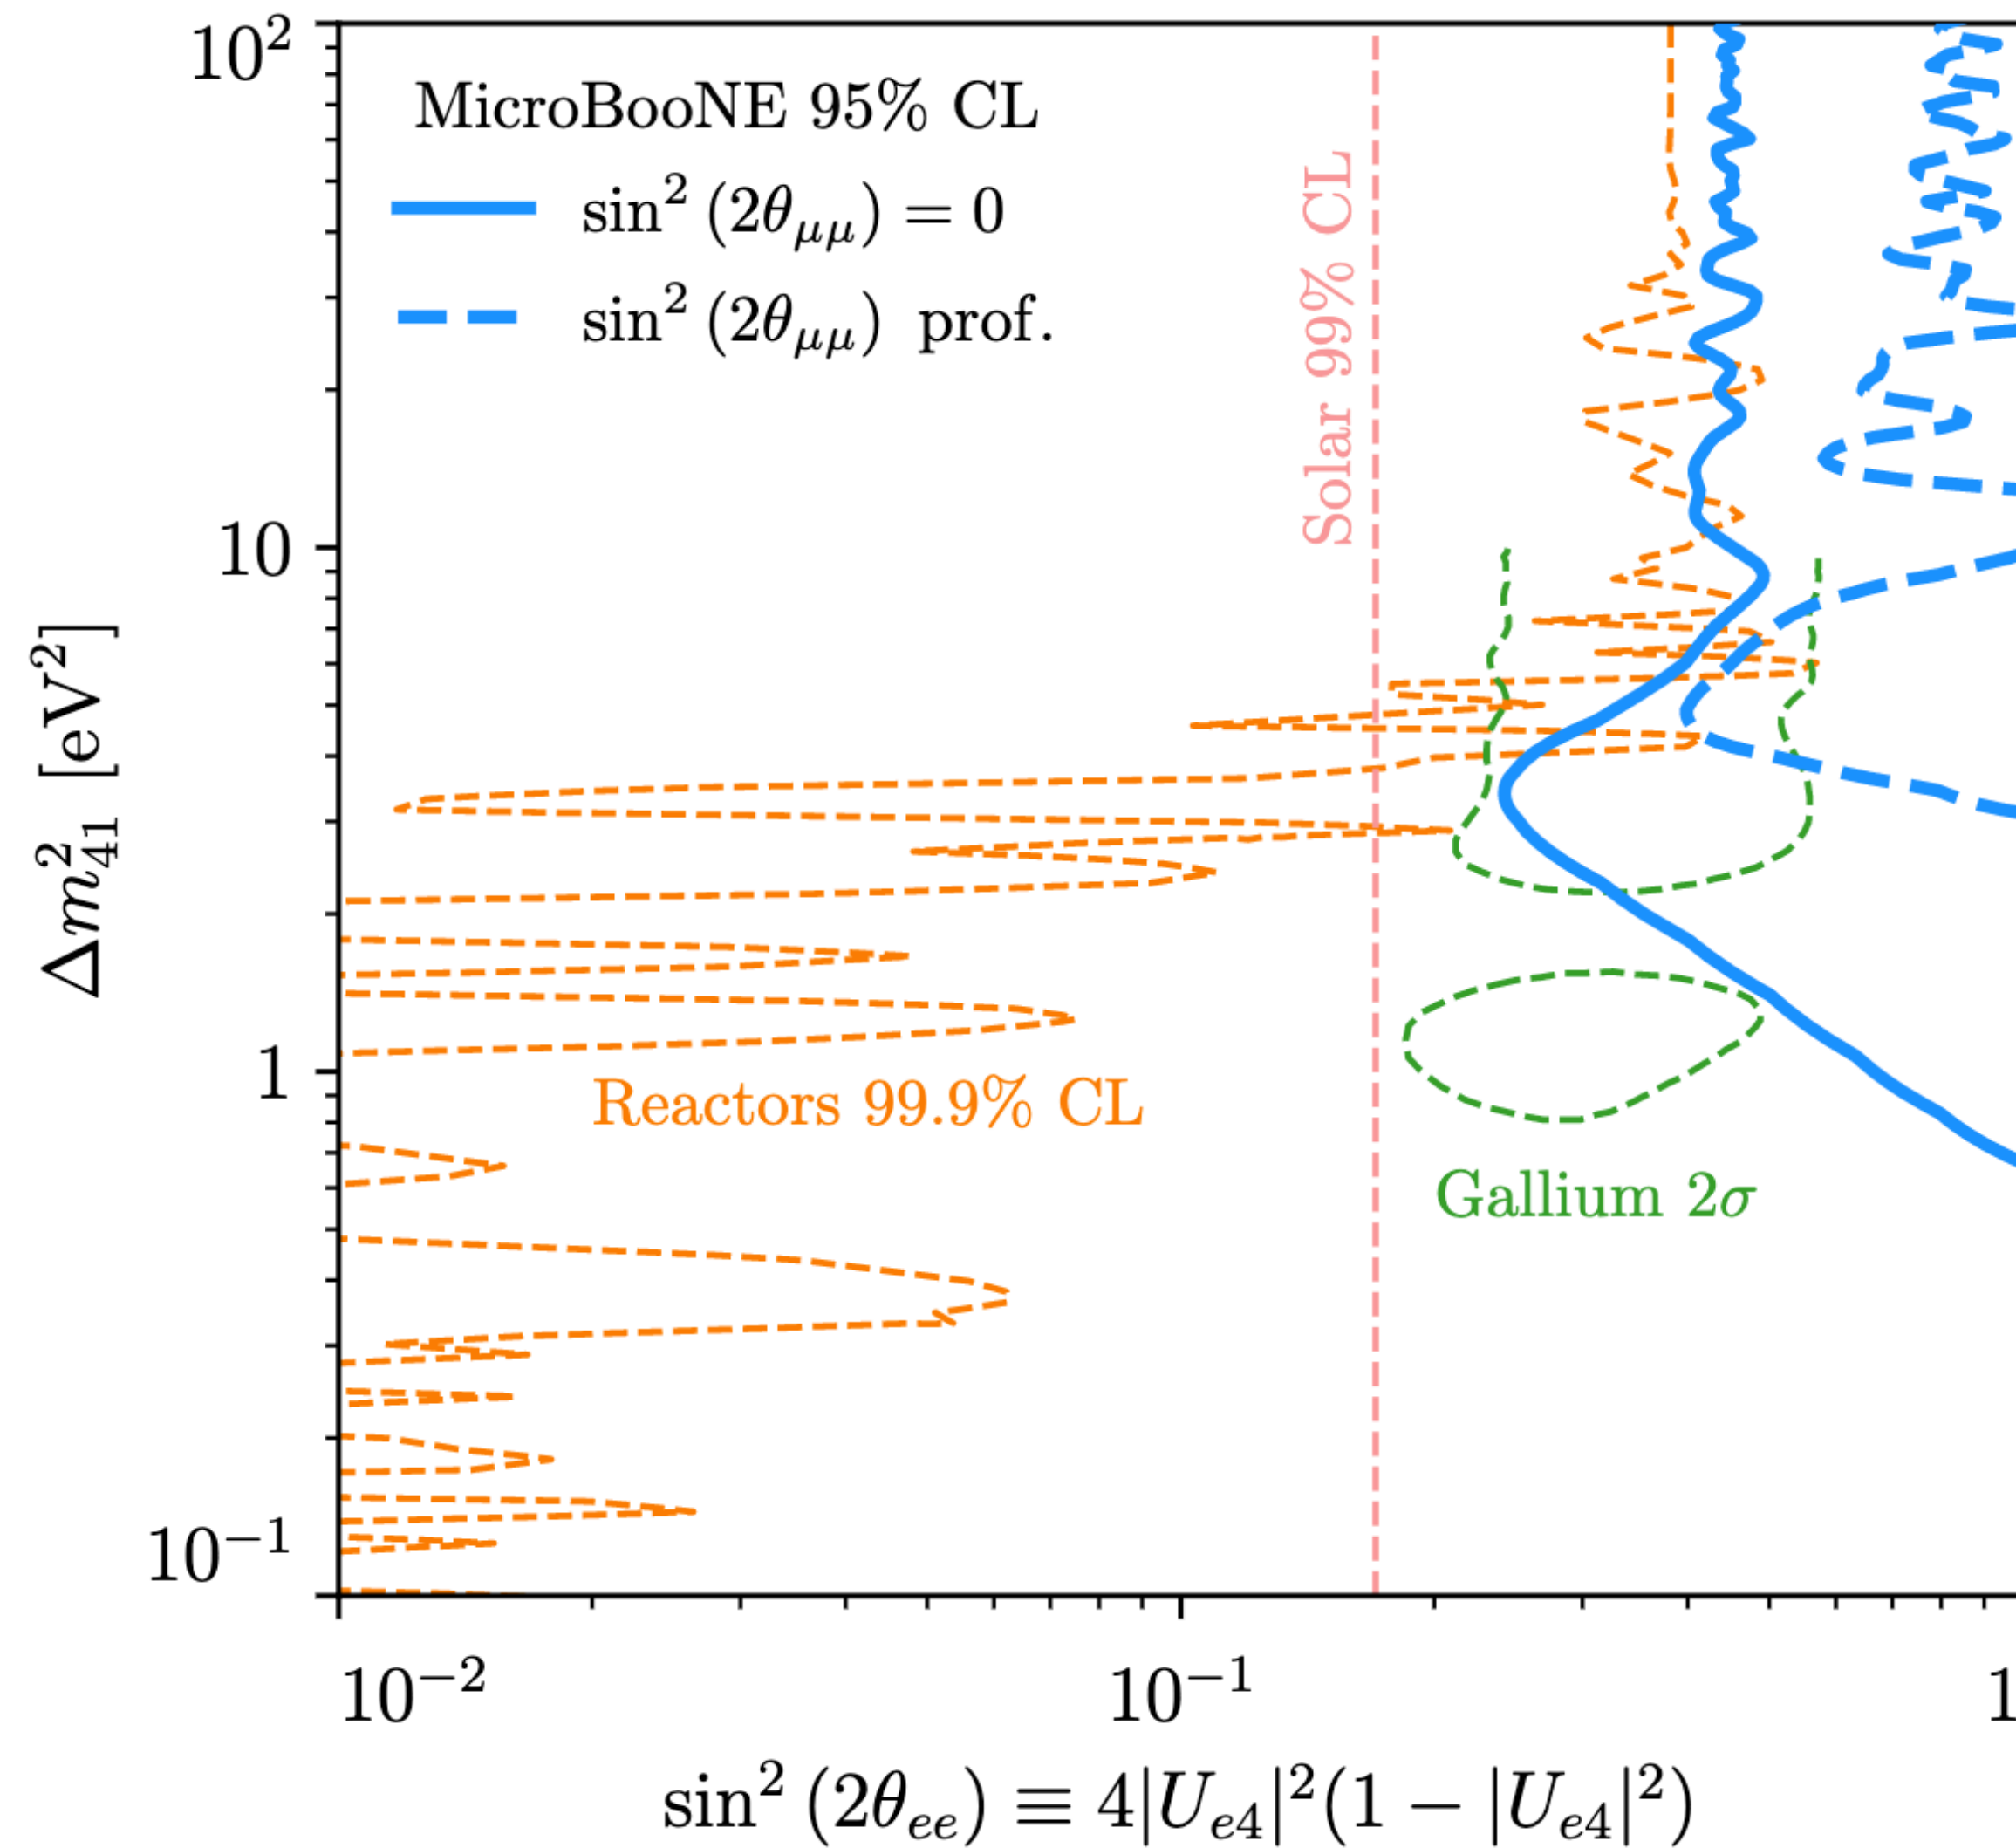 10²
MicroBooNE 95% CL
sin² (2θ_μμ) = 0
sin² (2θ_μμ) prof.
Solar 99% CL
10
Δm²₄₁ [eV²]
1
Reactors 99.9% CL
Gallium 2σ
10⁻¹
10⁻² 10⁻¹ 1
sin² (2θ_ee) ≡ 4|U_e4|²(1 − |U_e4|²)